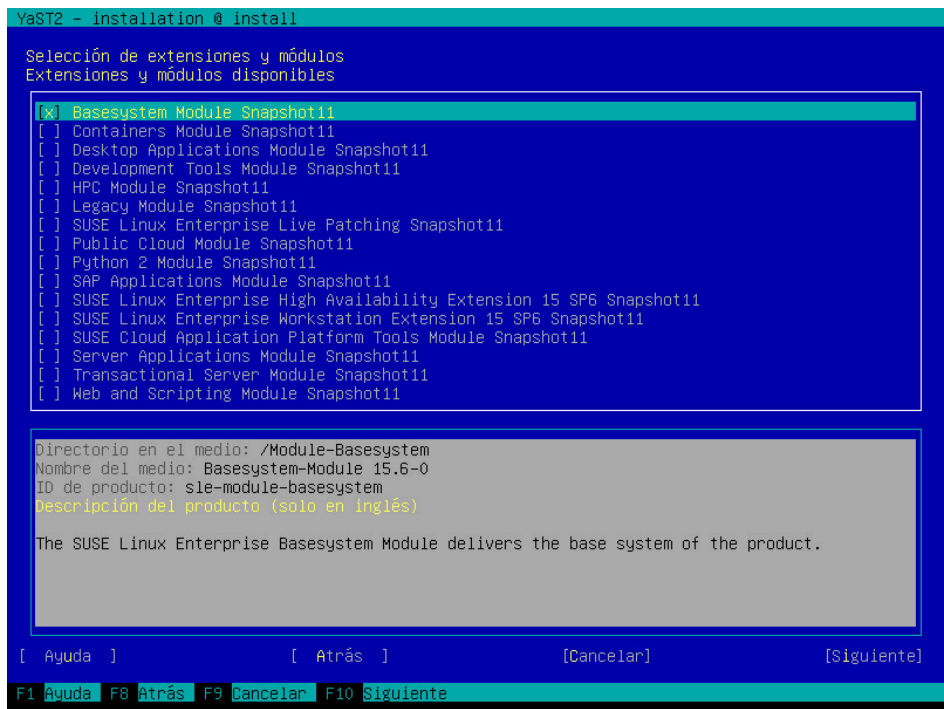 YaST2 - installation @ install
Selección de extensiones y módulos
Extensiones y módulos disponibles
[x] Basesystem Module Snapshot11
[ ] Containers Module Snapshot11
[ ] Desktop Applications Module Snapshot11
[ ] Development Tools Module Snapshot11
[ ] HPC Module Snapshot11
[ ] Legacy Module Snapshot11
[ ] SUSE Linux Enterprise Live Patching Snapshot11
[ ] Public Cloud Module Snapshot11
[ ] Python 2 Module Snapshot11
[ ] SAP Applications Module Snapshot11
[ ] SUSE Linux Enterprise High Availability Extension 15 SP6 Snapshot11
[ ] SUSE Linux Enterprise Workstation Extension 15 SP6 Snapshot11
[ ] SUSE Cloud Application Platform Tools Module Snapshot11
[ ] Server Applications Module Snapshot11
[ ] Transactional Server Module Snapshot11
[ ] Web and Scripting Module Snapshot11
Directorio en el medio: /Module-Basesystem
Nombre del medio: Basesystem-Module 15.6-0
ID de producto: sle-module-basesystem
Descripción del producto (solo en inglés)
The SUSE Linux Enterprise Basesystem Module delivers the base system of the product.
[ Ayuda ] [ Atrás ] [Cancelar] [Siguiente]
F1 Ayuda F8 Atrás F9 Cancelar F10 Siguiente